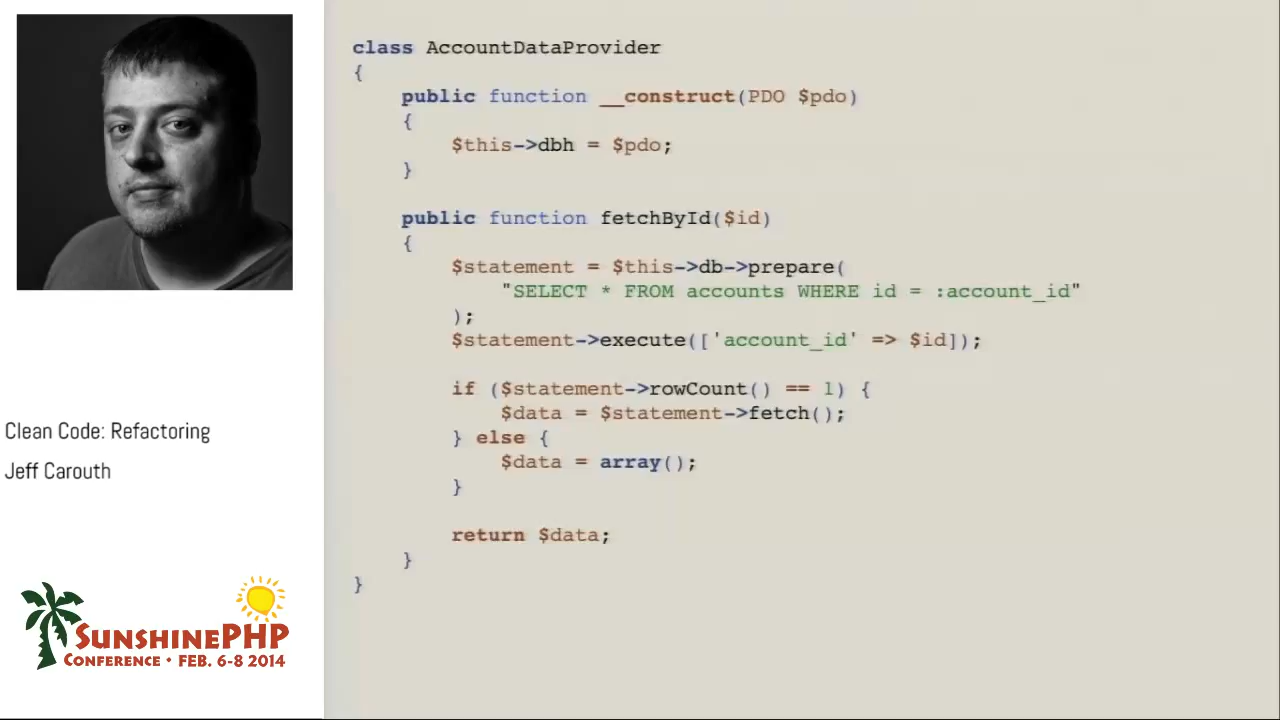 class AccountDataProvider
{
    public function __construct(PDO $pdo)
    {
        $this->dbh = $pdo;
    }

    public function fetchById($id)
    {
        $statement = $this->db->prepare(
            "SELECT * FROM accounts WHERE id = :account_id"
        );
        $statement->execute(['account_id' => $id]);

        if ($statement->rowCount() == 1) {
            $data = $statement->fetch();
        } else {
            $data = array();
        }

        return $data;
    }
}
Clean Code: Refactoring
Jeff Carouth
SUNSHINEPHP
CONFERENCE • FEB. 6-8 2014